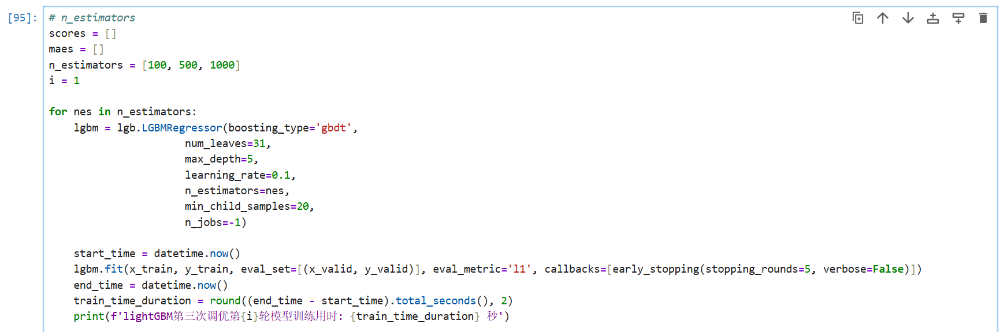 [95]: # n_estimators
scores = []
maes = []
n_estimators = [100, 500, 1000]
i = 1
for nes in n_estimators:
    lgbm = lgb.LGBMRegressor(boosting_type='gbdt',
                      num_leaves=31,
                      max_depth=5,
                      learning_rate=0.1,
                      n_estimators=nes,
                      min_child_samples=20,
                      n_jobs=-1)
    start_time = datetime.now()
    lgbm.fit(x_train, y_train, eval_set=[(x_valid, y_valid)], eval_metric='l1', callbacks=[early_stopping(stopping_rounds=5, verbose=False)])
    end_time = datetime.now()
    train_time_duration = round((end_time - start_time).total_seconds(), 2)
    print(f'lightGBM第三次调优第{i}轮模型训练用时: {train_time_duration} 秒')